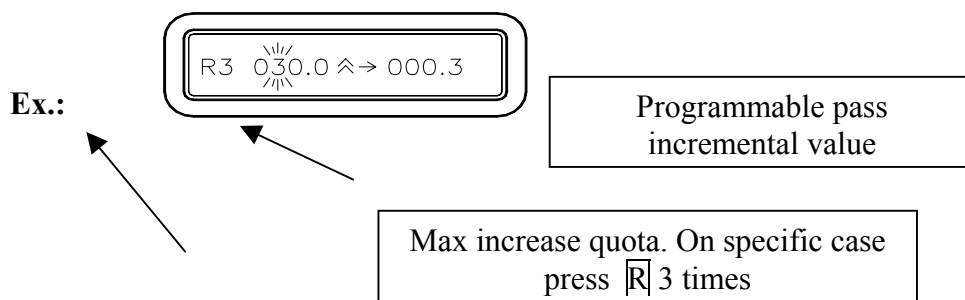 R3 030.0 → 000.3
Ex.:
Programmable pass
incremental value
Max increase quota. On specific case
press R 3 times